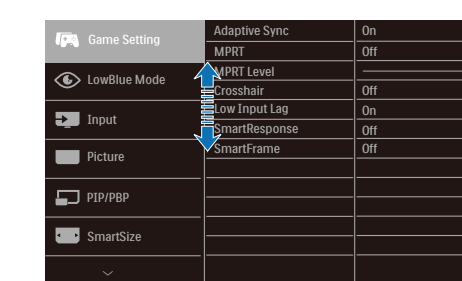 Game Setting
LowBlue Mode
Input
Picture
PIP/PBP
SmartSize
Adaptive Sync On
MPRT Off
MPRT Level
Crosshair Off
Low Input Lag On
SmartResponse Off
SmartFrame Off